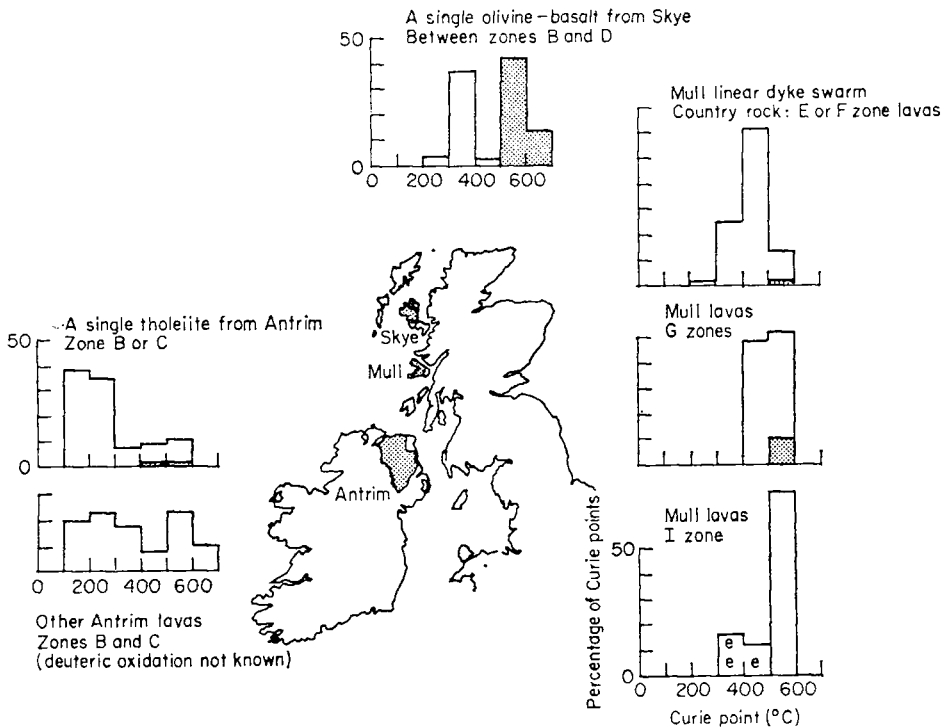 A single olivine-basalt from Skye
Between zones B and D
50
0
0 200 400 600
Mull linear dyke swarm
Country rock: E or F zone lavas
Mull lavas
G zones
Mull lavas
I zone
Percentage of Curie points
50
0
e
e e
0 200 400 600
Curie point (°C)
A single tholeiite from Antrim
Zone B or C
50
0
0 200 400 600
Other Antrim lavas
Zones B and C
(deuteric oxidation not known)
Skye
Mull
Antrim